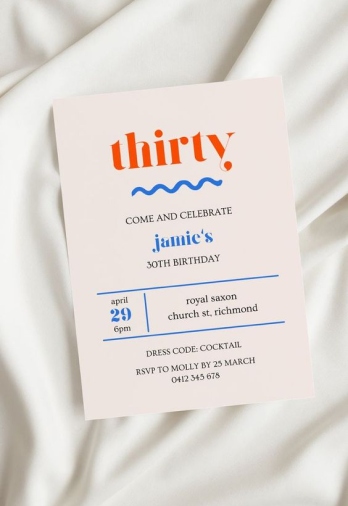 thirty
COME AND CELEBRATE
jamie's
30TH BIRTHDAY
april
29
6pm
royal saxon
church st, richmond
DRESS CODE: COCKTAIL
RSVP TO MOLLY BY 25 MARCH
0412 345 678